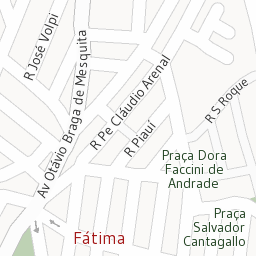 R José Volpi
Av Otávio Braga de Mesquita
R Pe Cláudio Arenal
R Piauí
R S Roque
Praça Dora
Faccini de
Andrade
Praça
Salvador
Cantagallo
Fátima